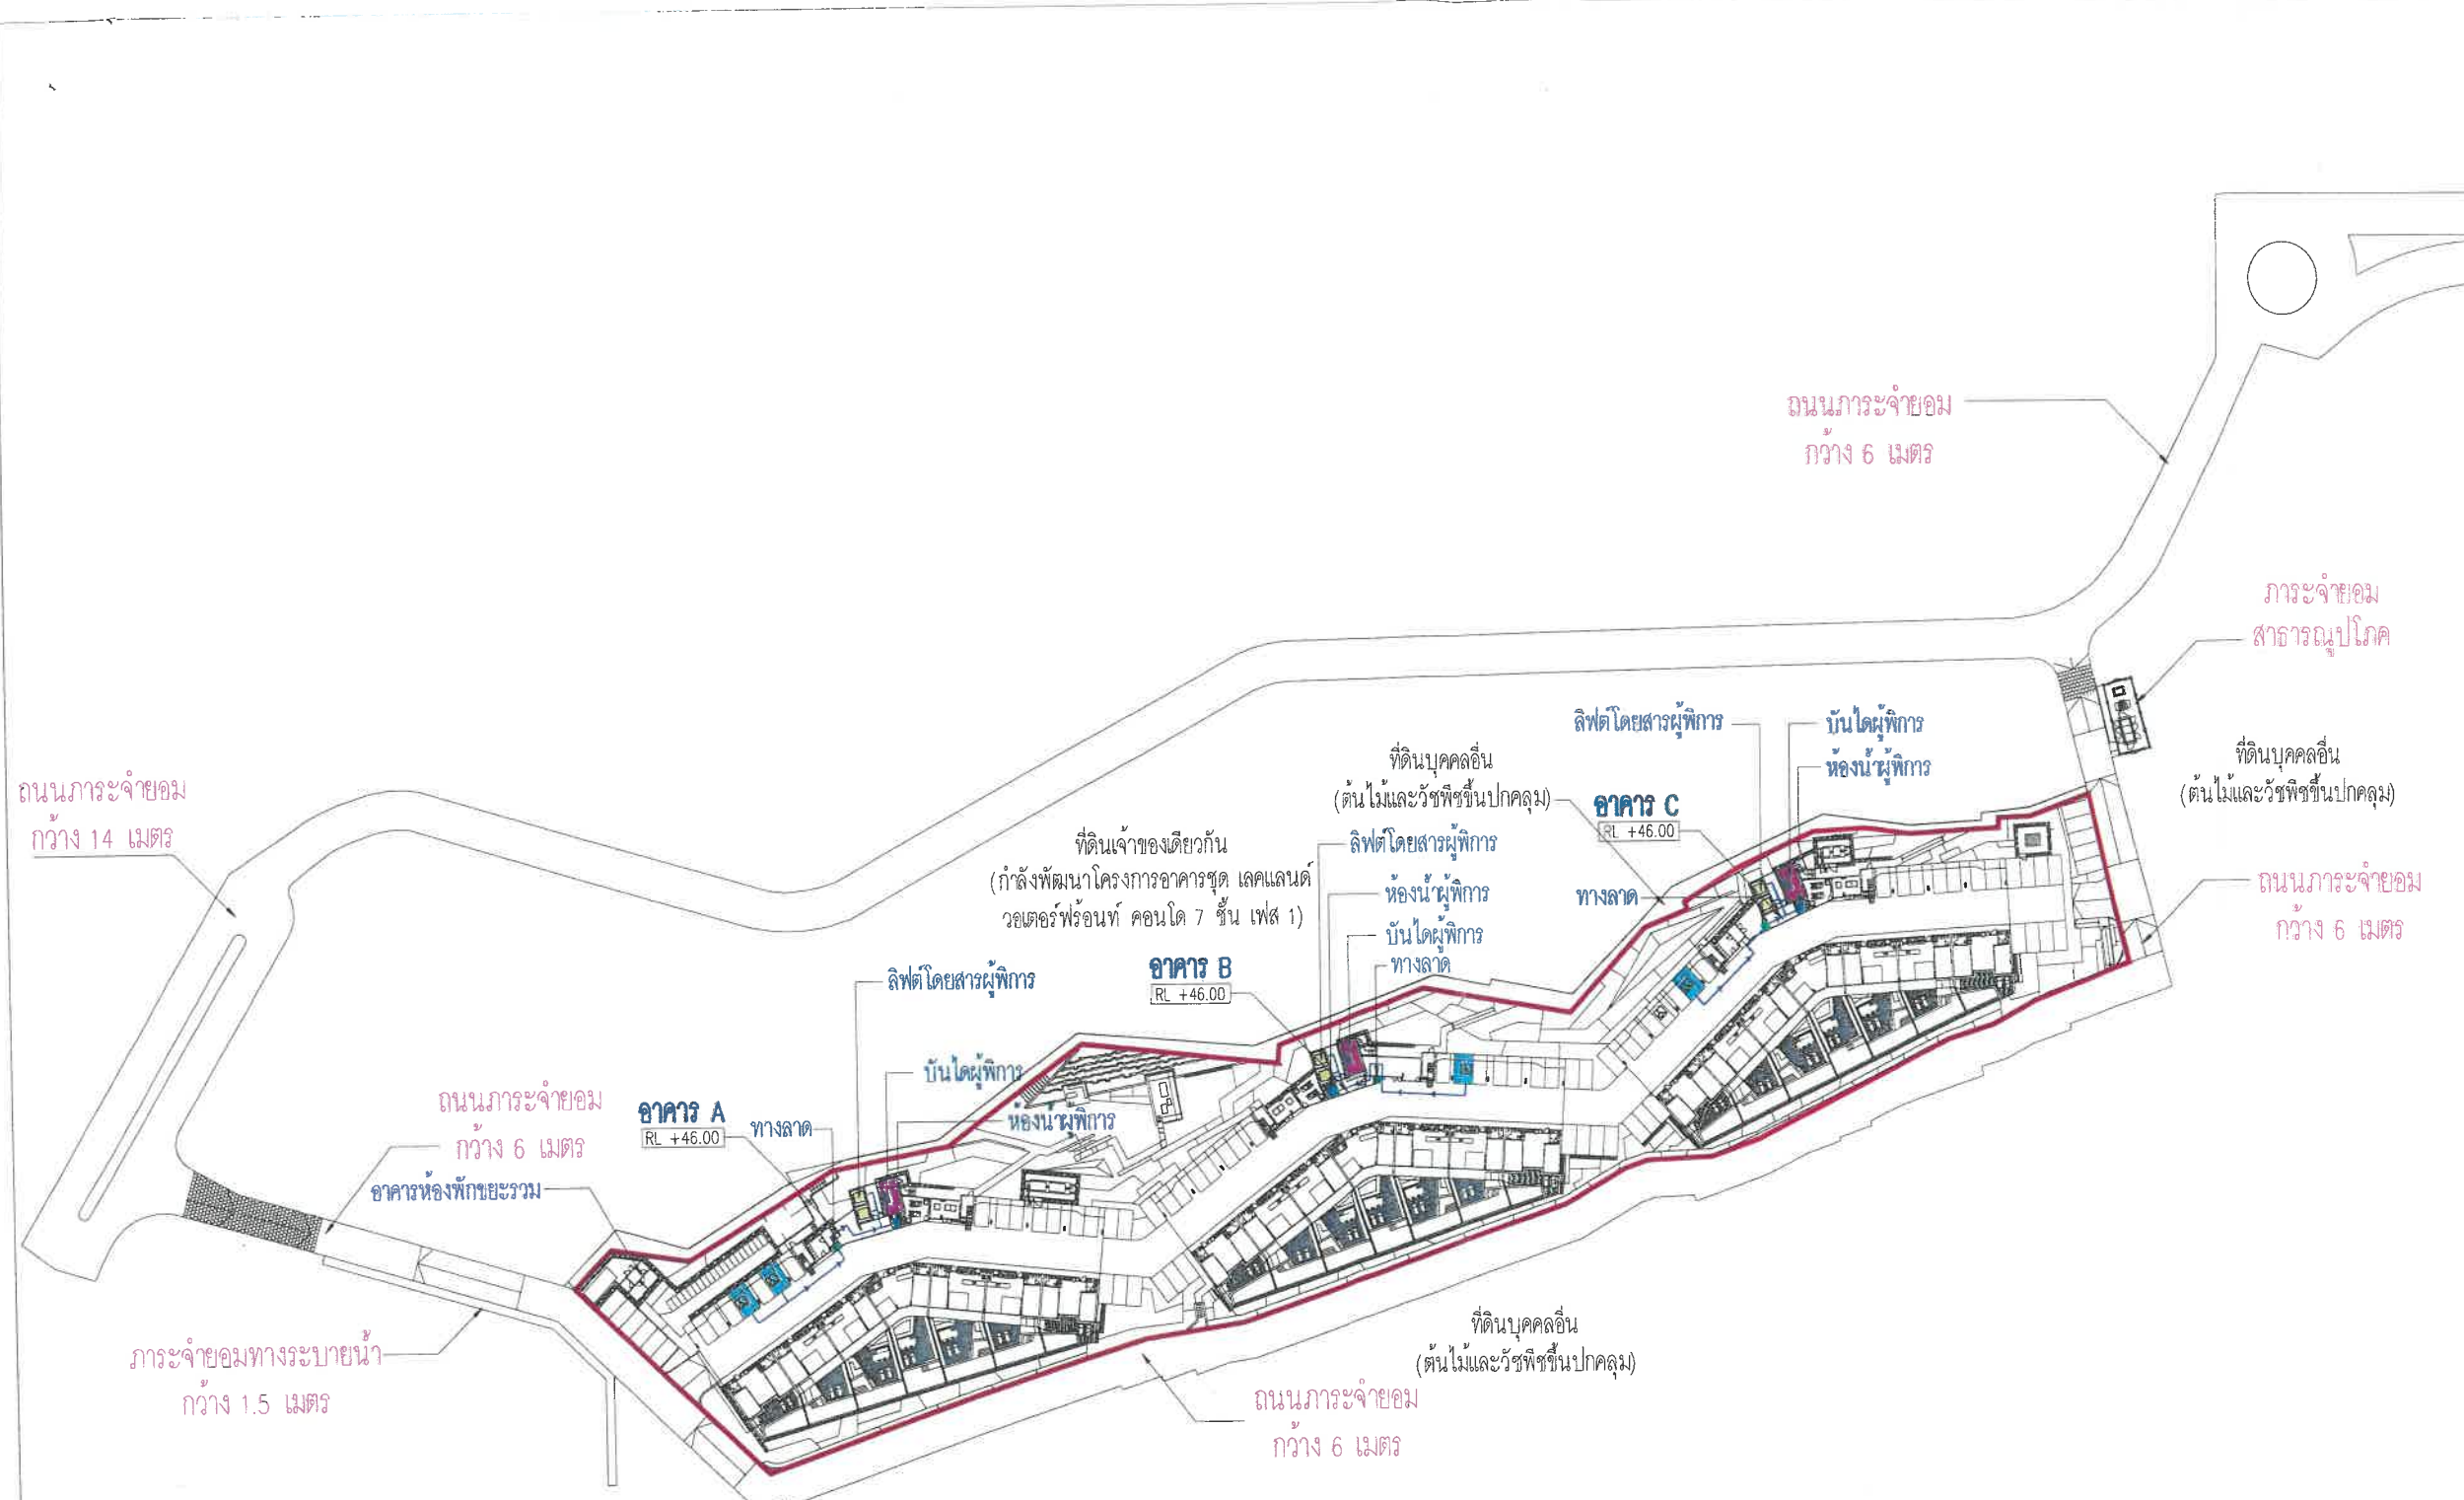 ถนนภาระจำยอม
กว้าง 6 เมตร
ภาระจำยอม
สาธารณูปโภค
ลิฟต์โดยสารผู้พิการ
บันไดผู้พิการ
ห้องน้ำผู้พิการ
ที่ดินบุคคลอื่น
(ต้นไม้และวัชพืชขึ้นปกคลุม)
ที่ดินบุคคลอื่น
(ต้นไม้และวัชพืชขึ้นปกคลุม)
อาคาร C
RL +46.00
ทางลาด
ถนนภาระจำยอม
กว้าง 14 เมตร
ที่ดินเจ้าของเดียวกัน
(กำลังพัฒนาโครงการอาคารชุด เลคแลนด์
วอเตอร์ฟร้อนท์ คอนโด 7 ชั้น เฟส 1)
ลิฟต์โดยสารผู้พิการ
ห้องน้ำผู้พิการ
บันไดผู้พิการ
ทางลาด
ถนนภาระจำยอม
กว้าง 6 เมตร
อาคาร B
RL +46.00
ลิฟต์โดยสารผู้พิการ
บันไดผู้พิการ
ห้องน้ำผู้พิการ
อาคาร A
RL +46.00
ทางลาด
ถนนภาระจำยอม
กว้าง 6 เมตร
อาคารห้องพักขยะรวม
ภาระจำยอมทางระบายน้ำ
กว้าง 1.5 เมตร
ที่ดินบุคคลอื่น
(ต้นไม้และวัชพืชขึ้นปกคลุม)
ถนนภาระจำยอม
กว้าง 6 เมตร